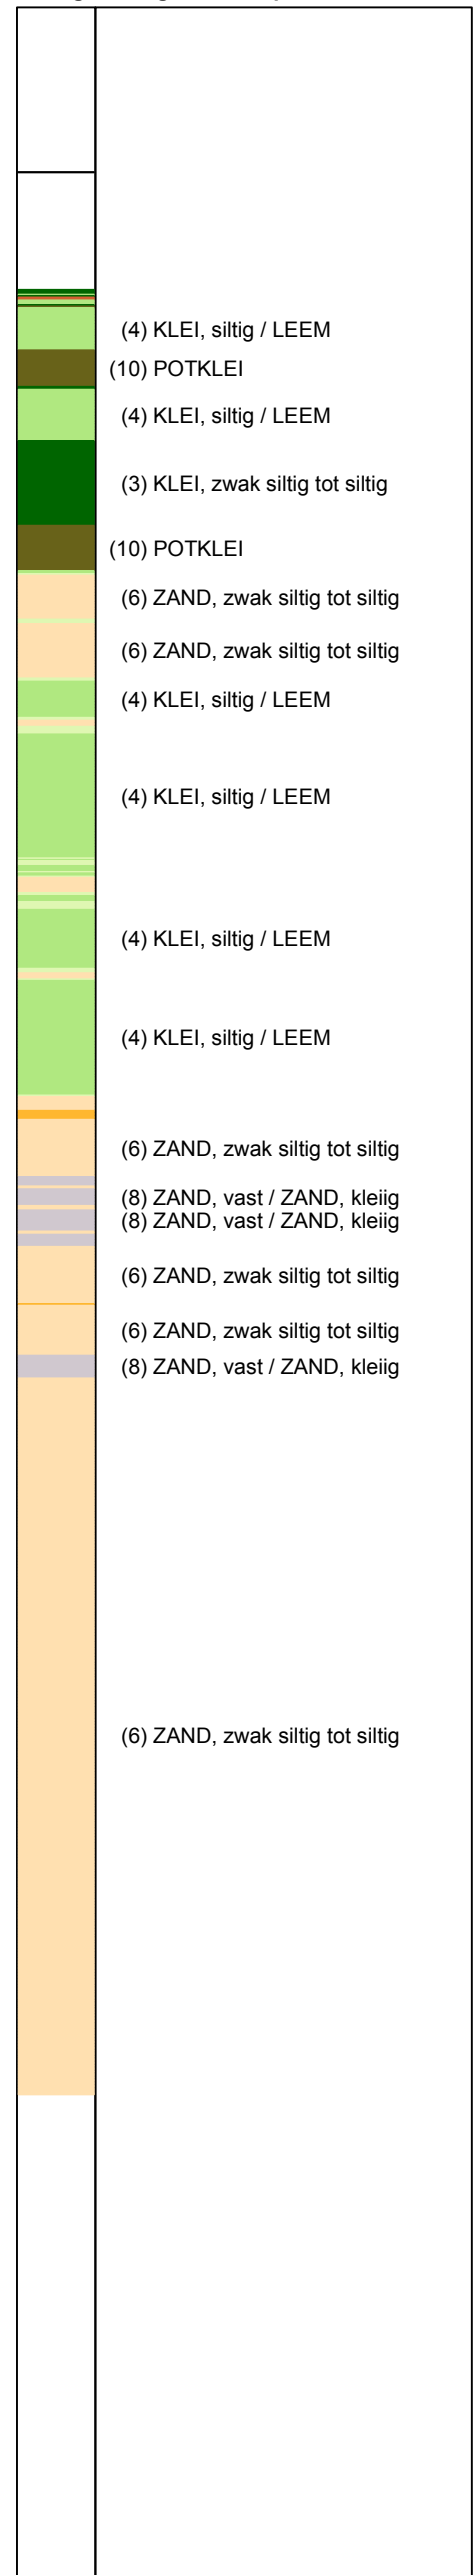 (4) KLEI, siltig / LEEM
(10) POTKLEI
(4) KLEI, siltig / LEEM
(3) KLEI, zwak siltig tot siltig
(10) POTKLEI
(6) ZAND, zwak siltig tot siltig
(6) ZAND, zwak siltig tot siltig
(4) KLEI, siltig / LEEM
(4) KLEI, siltig / LEEM
(4) KLEI, siltig / LEEM
(4) KLEI, siltig / LEEM
(6) ZAND, zwak siltig tot siltig
(8) ZAND, vast / ZAND, kleiig
(8) ZAND, vast / ZAND, kleiig
(6) ZAND, zwak siltig tot siltig
(6) ZAND, zwak siltig tot siltig
(8) ZAND, vast / ZAND, kleiig
(6) ZAND, zwak siltig tot siltig